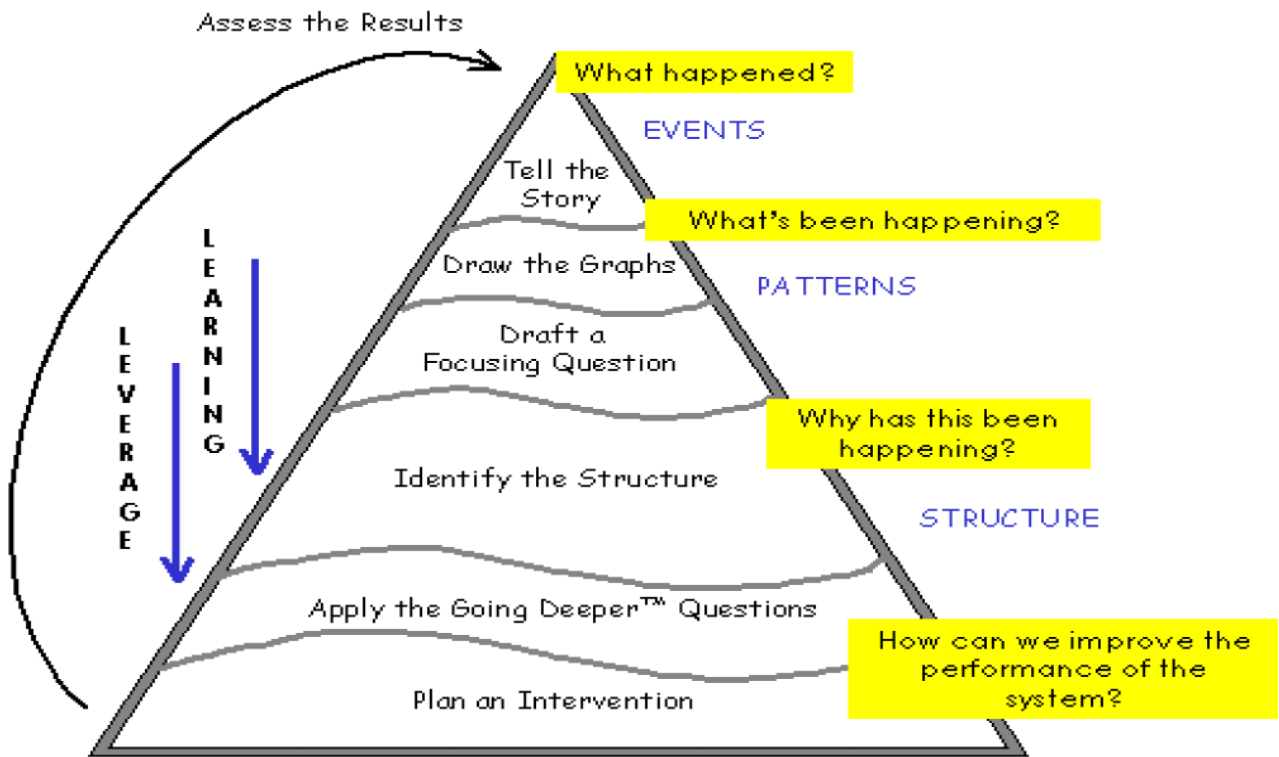 Assess the Results
What happened?
EVENTS
Tell the
Story
What's been happening?
Draw the Graphs
PATTERNS
Draft a
Focusing Question
LEARNING
LEVERAGE
Why has this been
happening?
Identify the Structure
STRUCTURE
Apply the Going Deeper™ Questions
How can we improve the
performance of the
system?
Plan an Intervention